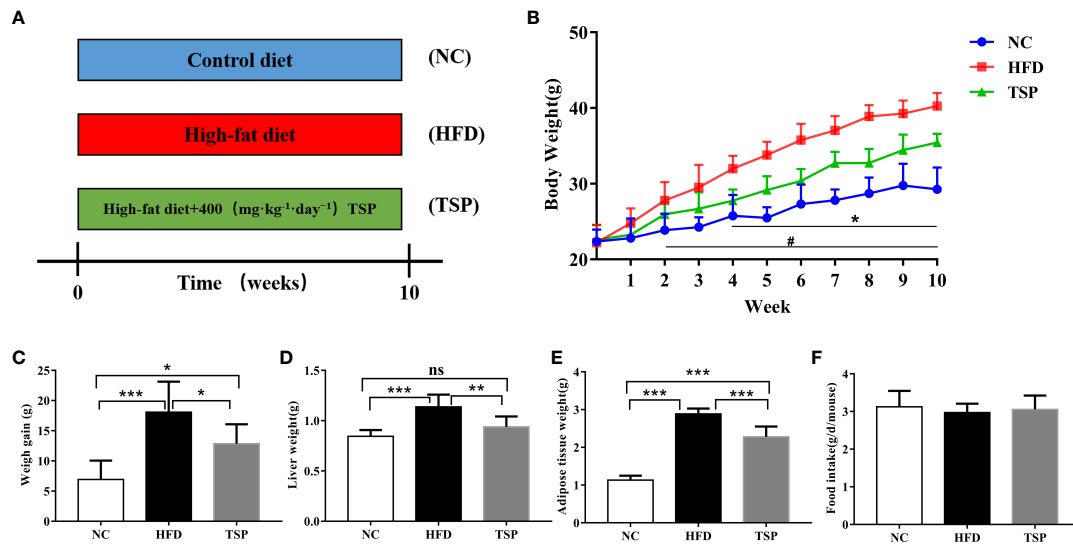 A
Control diet
(NC)
High-fat diet
(HFD)
High-fat diet+400（mg·kg⁻¹·day⁻¹）TSP
(TSP)
Time （weeks）
0
10
B
Body Weight(g)
50
40
30
20
1 2 3 4 5 6 7 8 9 10
Week
*
#
NC
HFD
TSP
C
Weigh gain (g)
25
20
15
10
5
0
*
*** *
NC HFD TSP
D
Liver weight(g)
1.5
1.0
0.5
0.0
ns
*** **
NC HFD TSP
E
Adipose tissue weight(g)
4
3
2
1
0
***
*** ***
NC HFD TSP
F
Food intake(g/d/mouse)
4
3
2
1
0
NC HFD TSP